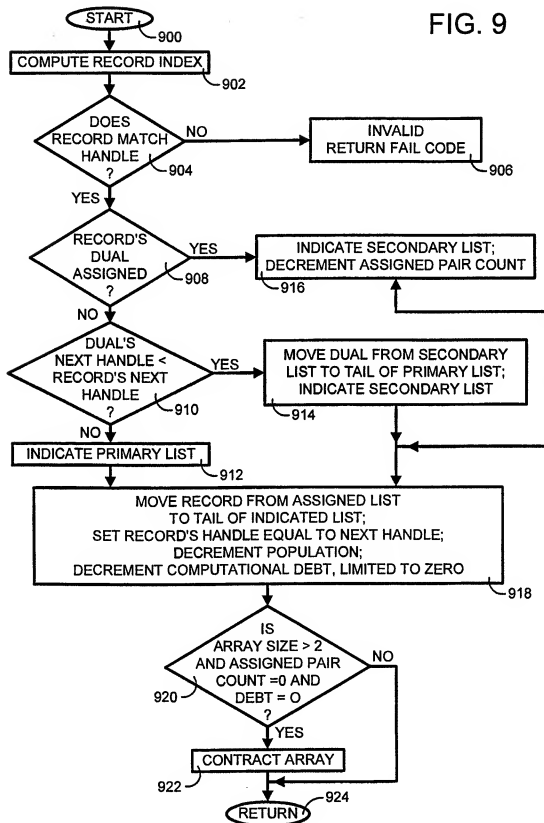 FIG. 9
START
900
COMPUTE RECORD INDEX
902
DOES
RECORD MATCH
HANDLE
?
904
NO
YES
INVALID
RETURN FAIL CODE
906
RECORD'S
DUAL
ASSIGNED
?
908
YES
NO
INDICATE SECONDARY LIST;
DECREMENT ASSIGNED PAIR COUNT
916
DUAL'S
NEXT HANDLE <
RECORD'S NEXT
HANDLE
?
910
YES
NO
MOVE DUAL FROM SECONDARY
LIST TO TAIL OF PRIMARY LIST;
INDICATE SECONDARY LIST
914
INDICATE PRIMARY LIST
912
MOVE RECORD FROM ASSIGNED LIST
TO TAIL OF INDICATED LIST;
SET RECORD'S HANDLE EQUAL TO NEXT HANDLE;
DECREMENT POPULATION;
DECREMENT COMPUTATIONAL DEBT, LIMITED TO ZERO
918
IS
ARRAY SIZE > 2
AND ASSIGNED PAIR
COUNT =0 AND
DEBT = O
?
920
NO
YES
CONTRACT ARRAY
922
RETURN
924